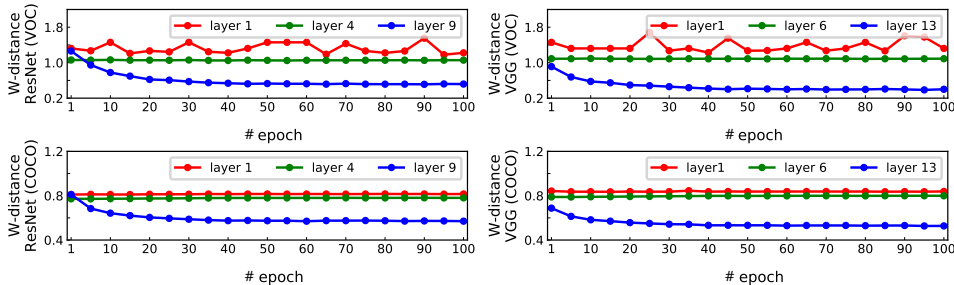 W-distance
ResNet (VOC)
1.8
1.0
0.2
layer 1 layer 4 layer 9
1 10 20 30 40 50 60 70 80 90 100
# epoch
W-distance
VGG (VOC)
1.8
1.0
0.2
layer1 layer 6 layer 13
1 10 20 30 40 50 60 70 80 90 100
# epoch
W-distance
ResNet (COCO)
1.2
0.8
0.4
layer 1 layer 4 layer 9
1 10 20 30 40 50 60 70 80 90 100
# epoch
W-distance
VGG (COCO)
1.2
0.8
0.4
layer1 layer 6 layer 13
1 10 20 30 40 50 60 70 80 90 100
# epoch